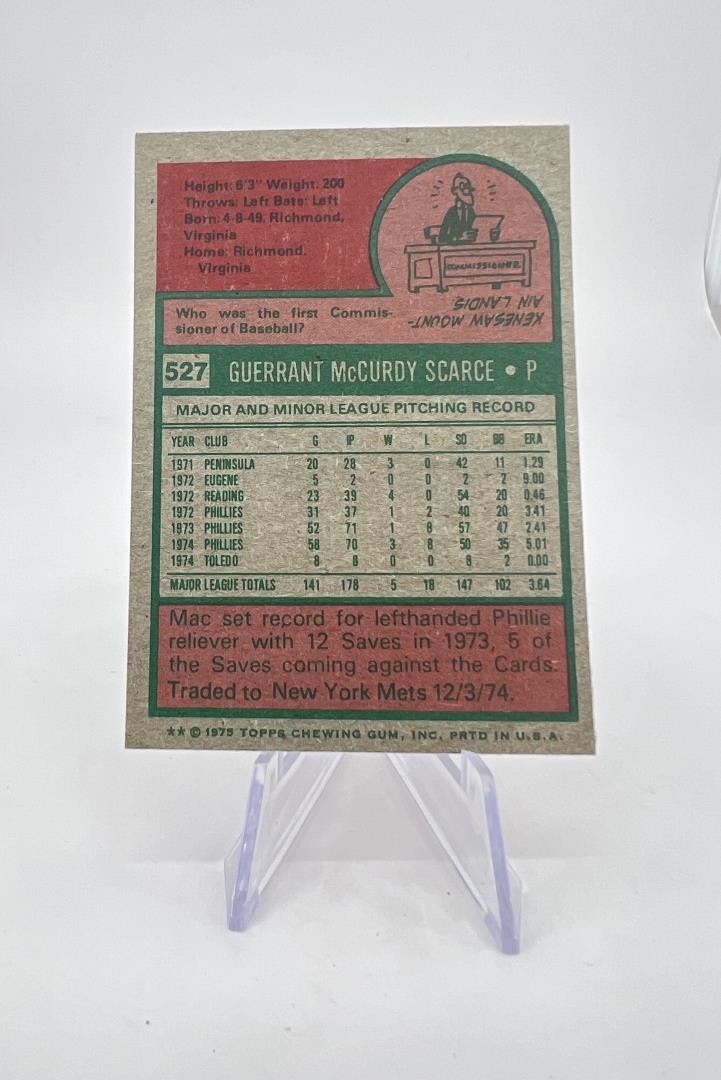 Height: 6'3" Weight: 200
Throws: Left Bats: Left
Born: 4-8-49, Richmond,
Virginia
Home: Richmond,
Virginia
COMMISSIONER
KENESAW MOUNT-
AIN LANDIS
Who was the first Commis-
sioner of Baseball?
527 GUERRANT McCURDY SCARCE • P
MAJOR AND MINOR LEAGUE PITCHING RECORD
YEAR CLUB G IP W L SO BB ERA
1971 PENINSULA 20 28 3 0 42 11 1.29
1972 EUGENE 5 2 0 0 2 2 9.00
1972 READING 23 39 4 0 54 20 0.46
1972 PHILLIES 31 37 1 2 40 20 3.41
1973 PHILLIES 52 71 1 8 57 47 2.41
1974 PHILLIES 58 70 3 8 50 35 5.01
1974 TOLEDO 8 8 0 0 8 2 0.00
MAJOR LEAGUE TOTALS 141 178 5 18 147 102 3.64
Mac set record for lefthanded Phillie
reliever with 12 Saves in 1973, 5 of
the Saves coming against the Cards.
Traded to New York Mets 12/3/74.
** © 1975 TOPPS CHEWING GUM, INC. PRTD IN U.S.A.